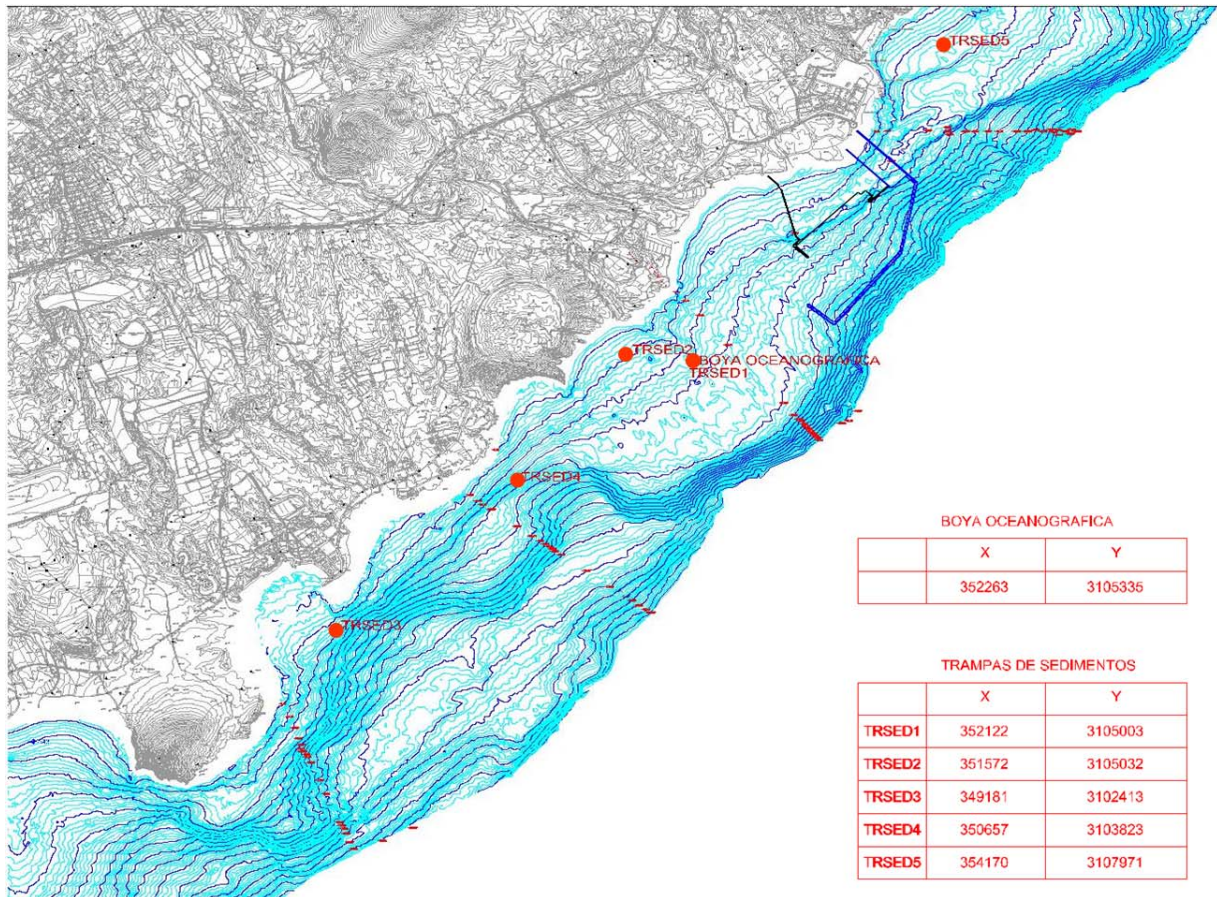 TRSED5
TRSED2
BOYA OCEANOGRAFICA
TRSED1
TRSED4
TRSED3
BOYA OCEANOGRAFICA
X Y
352263 3105335
TRAMPAS DE SEDIMENTOS
X Y
TRSED1 352122 3105003
TRSED2 351572 3105032
TRSED3 349181 3102413
TRSED4 350657 3103823
TRSED5 354170 3107971